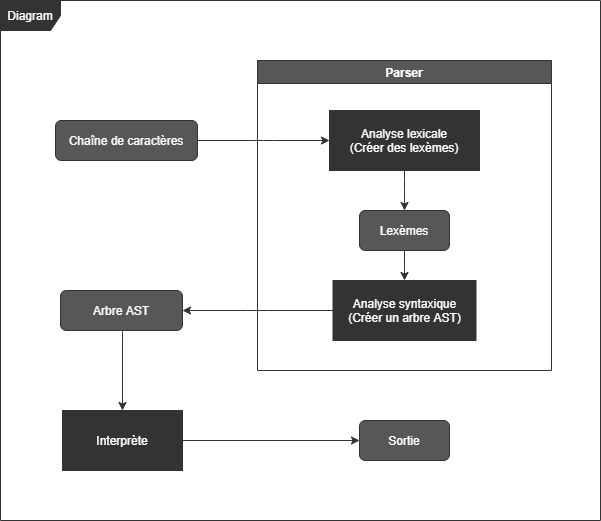 Diagram
Parser
Chaîne de caractères
Analyse lexicale
(Créer des lexèmes)
Lexèmes
Analyse syntaxique
(Créer un arbre AST)
Arbre AST
Interprète
Sortie